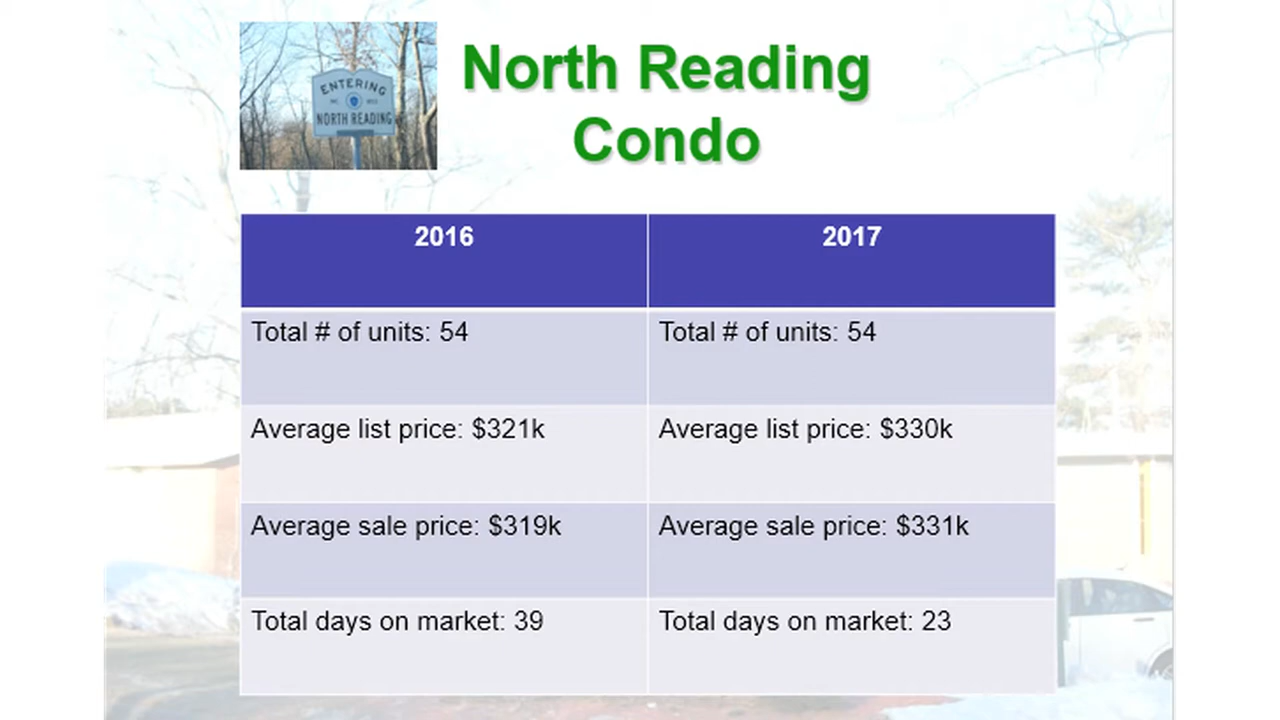 ENTERING
NORTH READING
North Reading
Condo
2016
2017
Total # of units: 54
Total # of units: 54
Average list price: $321k
Average list price: $330k
Average sale price: $319k
Average sale price: $331k
Total days on market: 39
Total days on market: 23